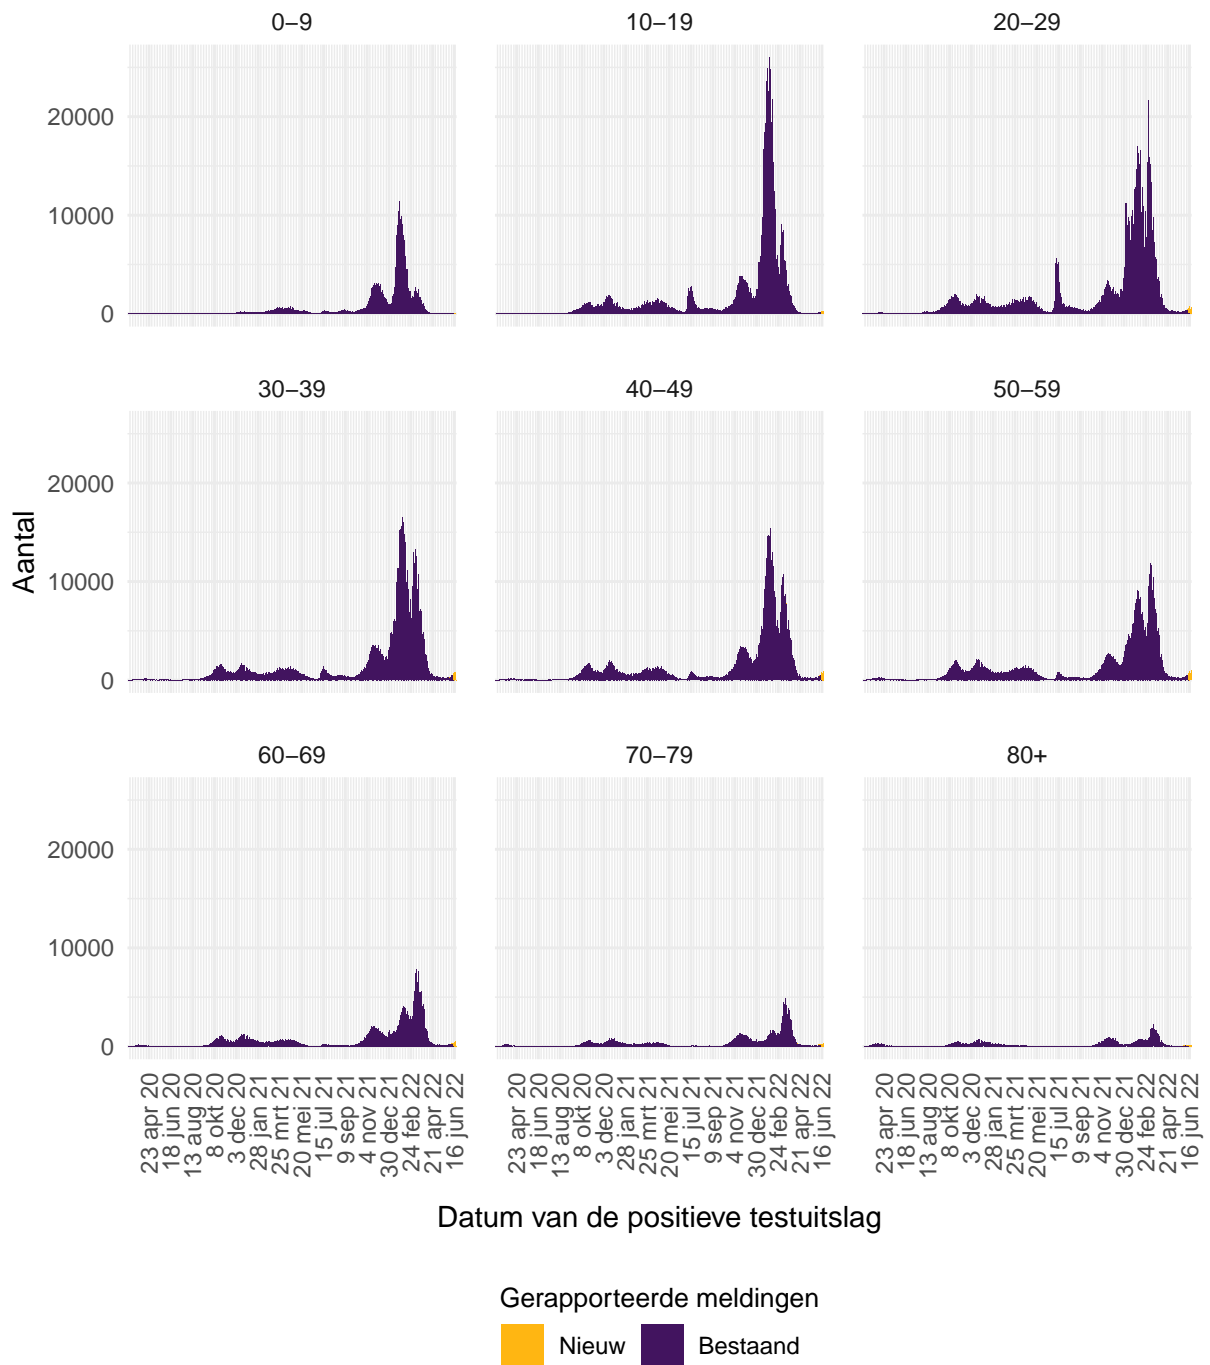 0–9 10–19 20–29
20000
10000
0
30–39 40–49 50–59
20000
10000
0
Aantal
60–69 70–79 80+
20000
10000
0
23 apr 20 18 jun 20 13 aug 20 8 okt 20 3 dec 20 28 jan 21 25 mrt 21 20 mei 21 15 jul 21 9 sep 21 4 nov 21 30 dec 21 24 feb 22 21 apr 22 16 jun 22
23 apr 20 18 jun 20 13 aug 20 8 okt 20 3 dec 20 28 jan 21 25 mrt 21 20 mei 21 15 jul 21 9 sep 21 4 nov 21 30 dec 21 24 feb 22 21 apr 22 16 jun 22
23 apr 20 18 jun 20 13 aug 20 8 okt 20 3 dec 20 28 jan 21 25 mrt 21 20 mei 21 15 jul 21 9 sep 21 4 nov 21 30 dec 21 24 feb 22 21 apr 22 16 jun 22
Datum van de positieve testuitslag
Gerapporteerde meldingen
Nieuw Bestaand